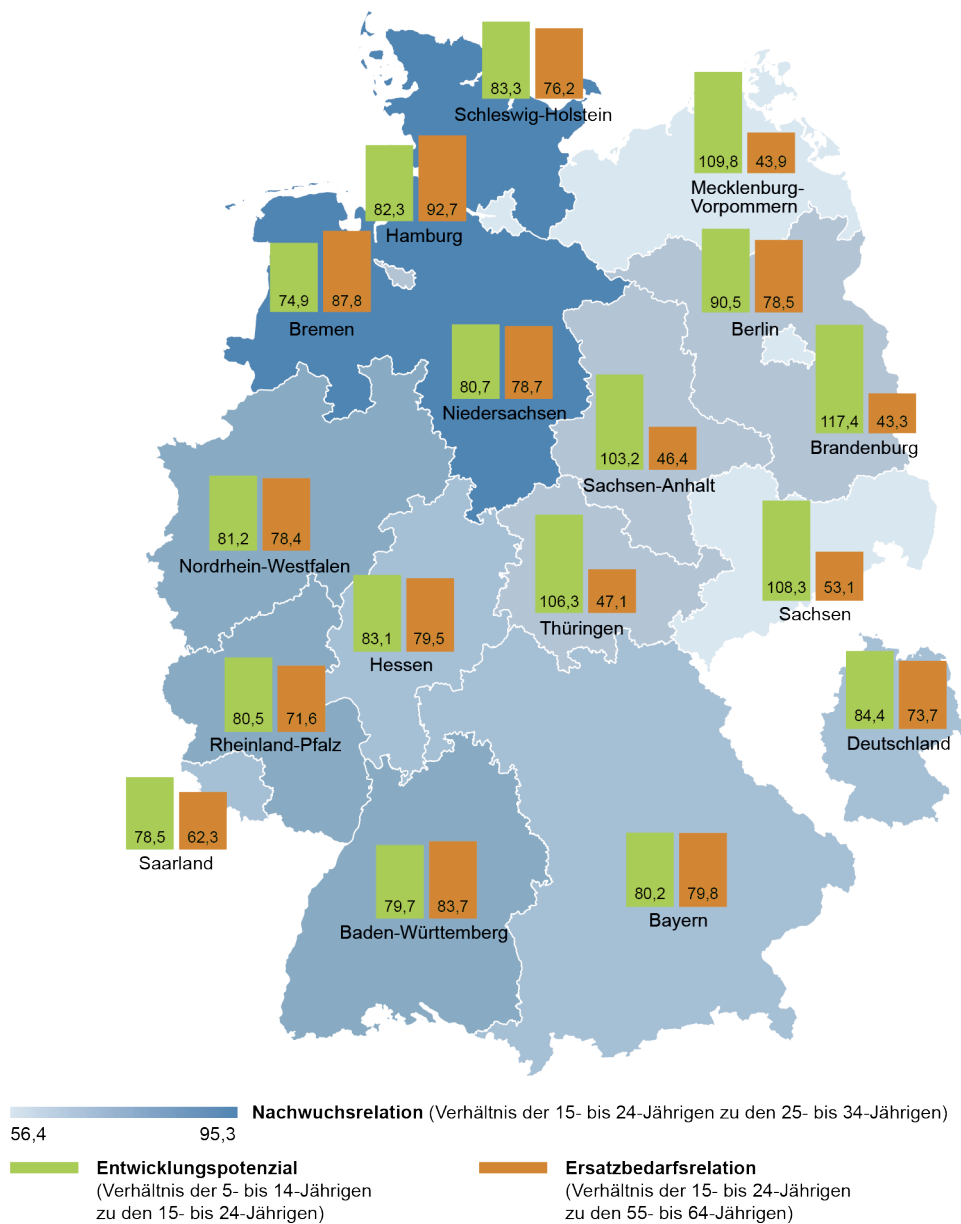 83,3 76,2
Schleswig-Holstein
109,8 43,9
Mecklenburg-
Vorpommern
82,3 92,7
Hamburg
74,9 87,8
Bremen
90,5 78,5
Berlin
80,7 78,7
Niedersachsen
117,4 43,3
Brandenburg
103,2 46,4
Sachsen-Anhalt
81,2 78,4
Nordrhein-Westfalen
106,3 47,1
Thüringen
108,3 53,1
Sachsen
83,1 79,5
Hessen
80,5 71,6
Rheinland-Pfalz
84,4 73,7
Deutschland
78,5 62,3
Saarland
79,7 83,7
Baden-Württemberg
80,2 79,8
Bayern
Nachwuchsrelation (Verhältnis der 15- bis 24-Jährigen zu den 25- bis 34-Jährigen)
56,4 95,3
Entwicklungspotenzial
(Verhältnis der 5- bis 14-Jährigen
zu den 15- bis 24-Jährigen)
Ersatzbedarfsrelation
(Verhältnis der 15- bis 24-Jährigen
zu den 55- bis 64-Jährigen)